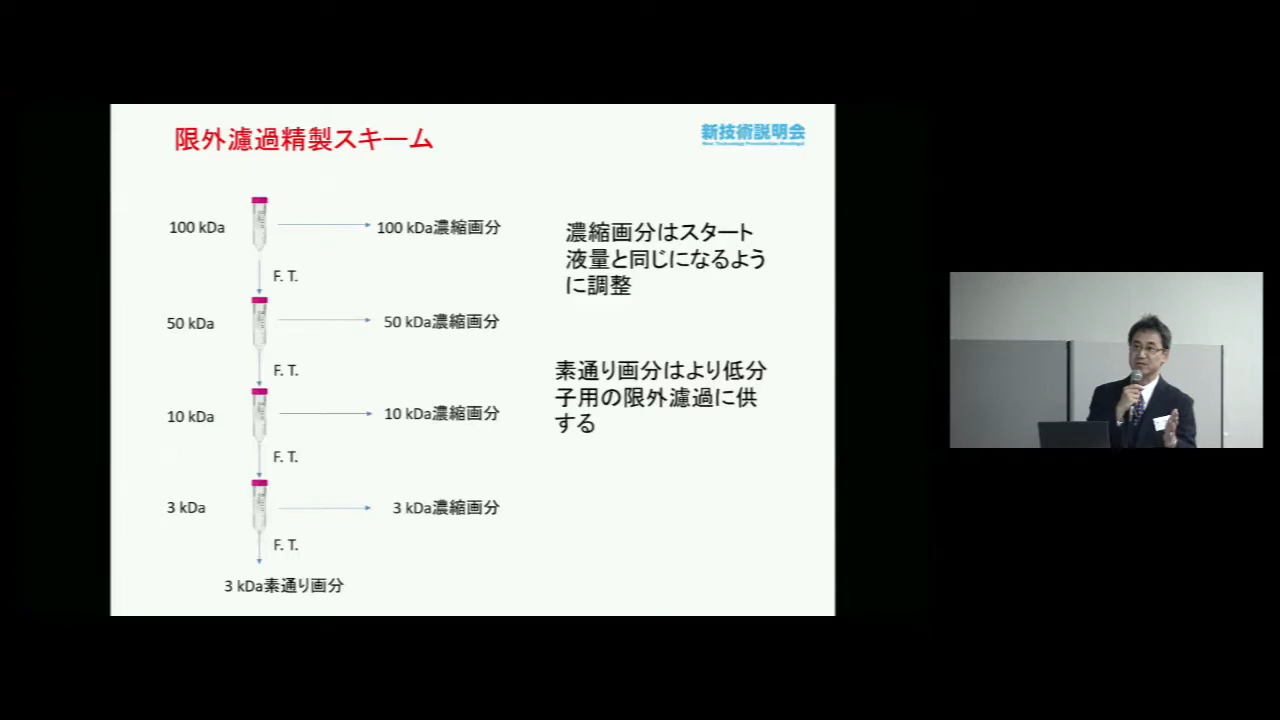 限外濾過精製スキーム
新技術説明会
New Technology Presentation Meetings!
100 kDa
100 kDa濃縮画分
F. T.
50 kDa
50 kDa濃縮画分
F. T.
10 kDa
10 kDa濃縮画分
F. T.
3 kDa
3 kDa濃縮画分
F. T.
3 kDa素通り画分
濃縮画分はスタート
液量と同じになるよう
に調整
素通り画分はより低分
子用の限外濾過に供
する